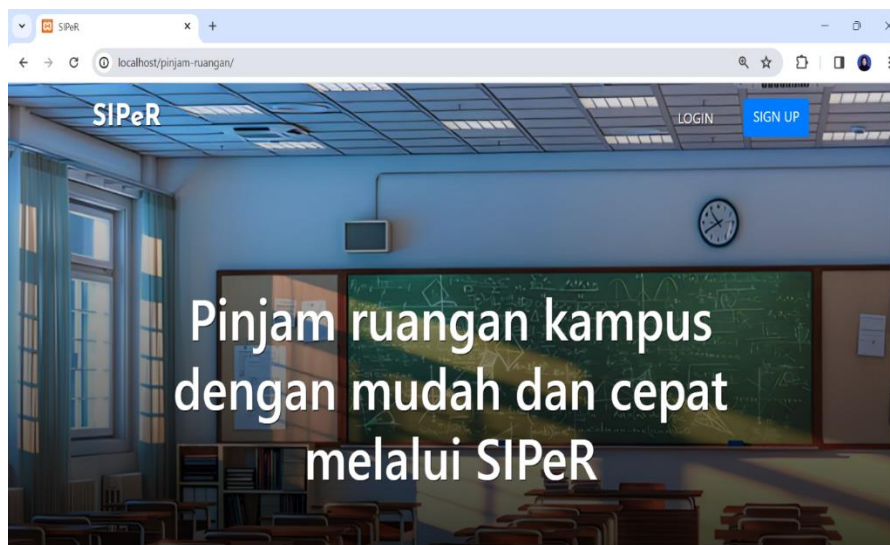 SIPeR
localhost/pinjam-ruangan/
SIPeR
LOGIN
SIGN UP
Pinjam ruangan kampus
dengan mudah dan cepat
melalui SIPeR